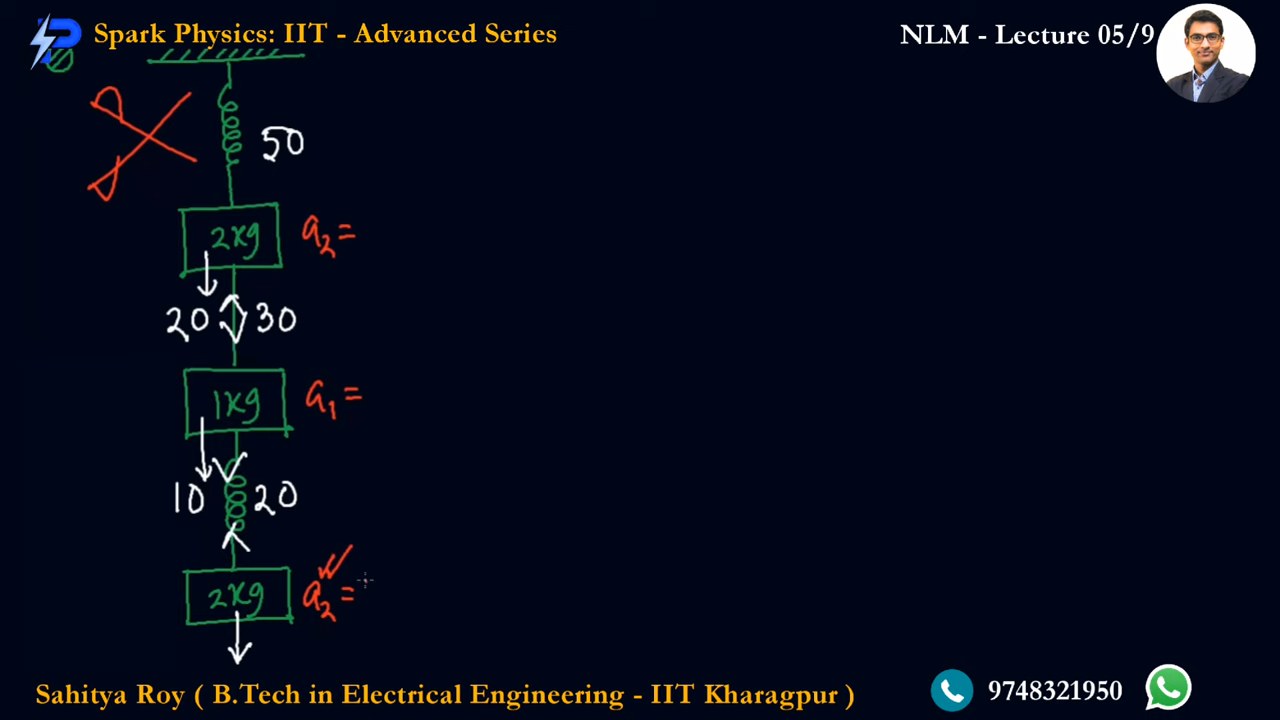 Spark Physics: IIT - Advanced Series
NLM - Lecture 05/9
50
2kg
a₂ =
20
30
1kg
a₁ =
10
20
2kg
a₂ =
Sahitya Roy ( B.Tech in Electrical Engineering - IIT Kharagpur )
9748321950